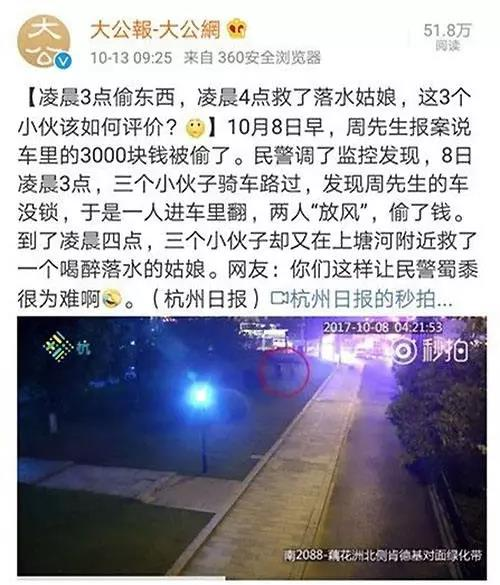 大公
大公報-大公網
51.8万
阅读
10-13 09:25 来自 360安全浏览器
【凌晨3点偷东西，凌晨4点救了落水姑娘，这3个
小伙该如何评价？】10月8日早，周先生报案说
车里的3000块钱被偷了。民警调了监控发现，8日
凌晨3点，三个小伙子骑车路过，发现周先生的车
没锁，于是一人进车里翻，两人“放风”，偷了钱。
到了凌晨四点，三个小伙子却又在上塘河附近救了
一个喝醉落水的姑娘。网友：你们这样让民警蜀黍
很为难啊。（杭州日报）杭州日报的秒拍...
杭
2017-10-08 04:21:53
秒拍
南2088-藕花洲北侧肯德基对面绿化带